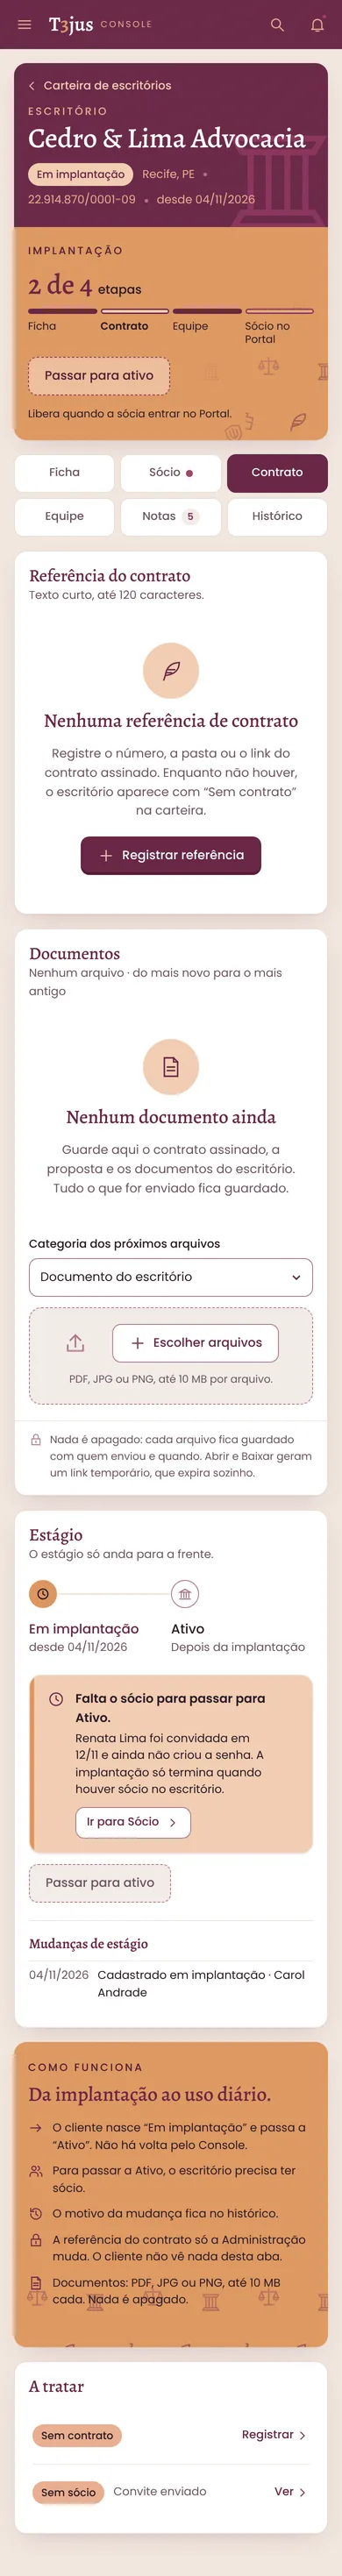 T3jus CONSOLE
Carteira de escritórios
ESCRITÓRIO
Cedro & Lima Advocacia
Em implantação Recife, PE •
22.914.870/0001-09 • desde 04/11/2026
IMPLANTAÇÃO
2 de 4 etapas
Ficha Contrato Equipe Sócio no
Portal
Passar para ativo
Libera quando a sócia entrar no Portal.
Ficha Sócio Contrato
Equipe Notas 5 Histórico
Referência do contrato
Texto curto, até 120 caracteres.
Nenhuma referência de contrato
Registre o número, a pasta ou o link do
contrato assinado. Enquanto não houver,
o escritório aparece com “Sem contrato”
na carteira.
Registrar referência
Documentos
Nenhum arquivo · do mais novo para o mais
antigo
Nenhum documento ainda
Guarde aqui o contrato assinado, a
proposta e os documentos do escritório.
Tudo o que for enviado fica guardado.
Categoria dos próximos arquivos
Documento do escritório
Escolher arquivos
PDF, JPG ou PNG, até 10 MB por arquivo.
Nada é apagado: cada arquivo fica guardado
com quem enviou e quando. Abrir e Baixar geram
um link temporário, que expira sozinho.
Estágio
O estágio só anda para a frente.
Em implantação Ativo
desde 04/11/2026 Depois da implantação
Falta o sócio para passar para
Ativo.
Renata Lima foi convidada em
12/11 e ainda não criou a senha. A
implantação só termina quando
houver sócio no escritório.
Ir para Sócio
Passar para ativo
Mudanças de estágio
04/11/2026 Cadastrado em implantação · Carol
Andrade
COMO FUNCIONA
Da implantação ao uso diário.
O cliente nasce “Em implantação” e passa a
“Ativo”. Não há volta pelo Console.
Para passar a Ativo, o escritório precisa ter
sócio.
O motivo da mudança fica no histórico.
A referência do contrato só a Administração
muda. O cliente não vê nada desta aba.
Documentos: PDF, JPG ou PNG, até 10 MB
cada. Nada é apagado.
A tratar
Sem contrato Registrar
Sem sócio Convite enviado Ver